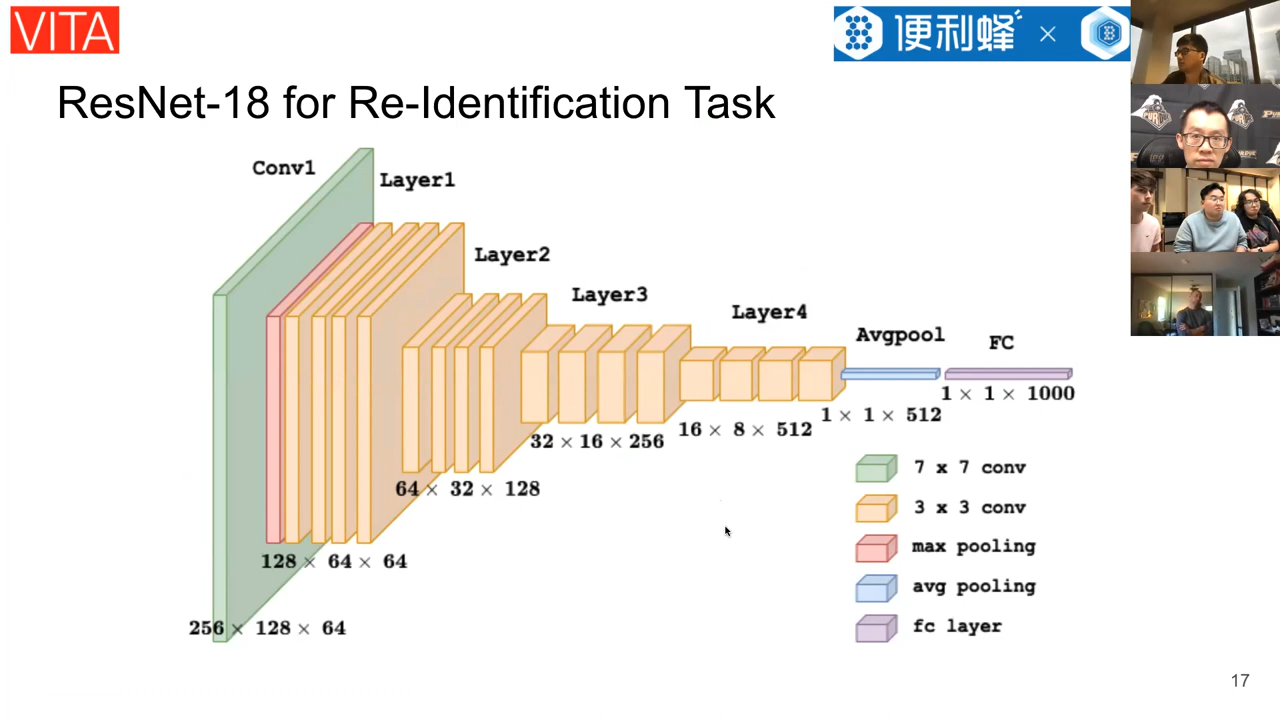 VITA
便利蜂 ×
ResNet-18 for Re-Identification Task
Conv1
Layer1
Layer2
Layer3
Layer4
Avgpool
FC
1 × 1 × 1000
1 × 1 × 512
16 × 8 × 512
32 × 16 × 256
64 × 32 × 128
128 × 64 × 64
256 × 128 × 64
7 x 7 conv
3 x 3 conv
max pooling
avg pooling
fc layer
17